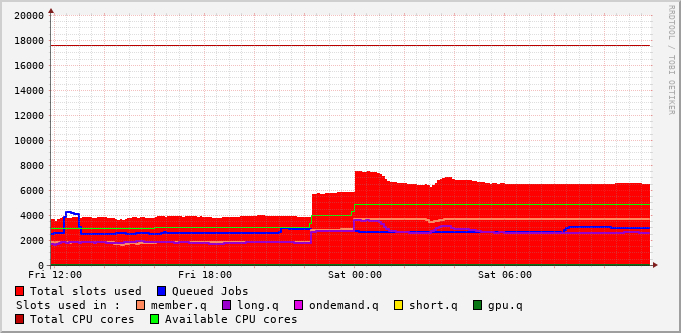 RRDTOOL / TOBI OETIKER
20000
18000
16000
14000
12000
10000
8000
6000
4000
2000
0
Fri 12:00 Fri 18:00 Sat 00:00 Sat 06:00
Total slots used Queued Jobs
Slots used in : member.q long.q ondemand.q short.q gpu.q
Total CPU cores Available CPU cores